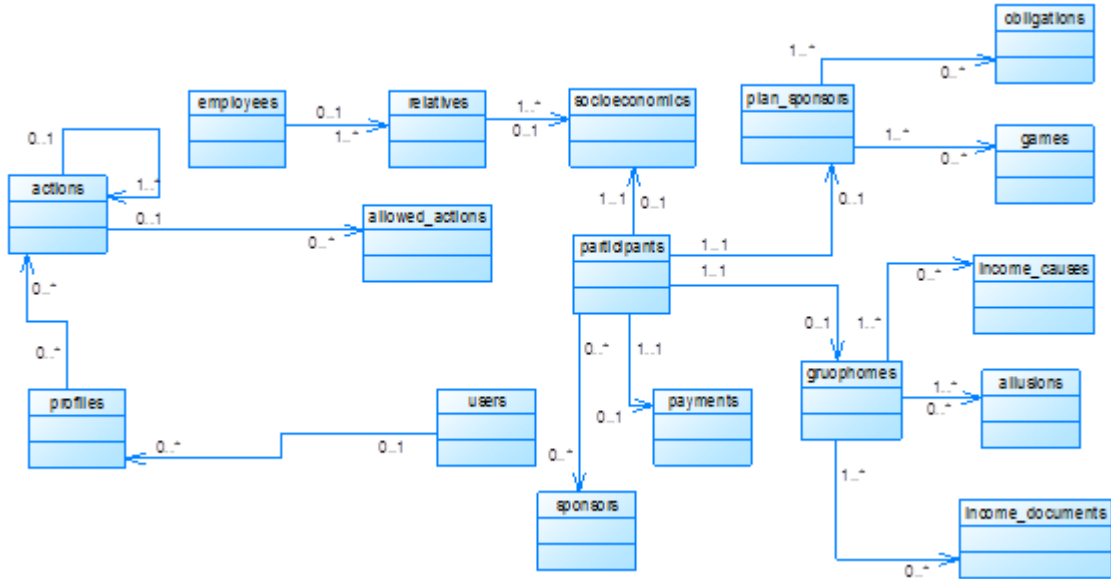 obligations
1..*
0..*
employees
relatives
socioeconomics
plan_sponsors
0..1
1..*
1..*
0..1
1..*
0..*
games
0..1
1..*
actions
0..1
0..*
allowed_actions
1..1
0..1
0..1
participants
1..1
1..1
0..*
1..*
income_causes
0..*
0..*
0..*
1..1
0..1
gruophomes
allusions
1..*
0..*
profiles
users
payments
0..1
0..*
0..1
0..*
sponsors
1..*
0..*
income_documents